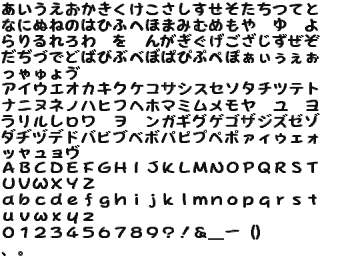 あいうえおかきくけこさしすせそたちつてと
なにぬねのはひふへほまみむめもや　ゆ　よ
らりるれろわ　を　んがぎぐげござじずぜぞ
だぢづでどばびぶべぼぱぴぷぺぽぁぃぅぇぉ
っゃゅょゔ
アイウエオカキウケコサシスセソタチツテト
ナニヌネノハヒフヘホマミムメモヤ　ユ　ヨ
ラリルレロワ　ヲ　ンガギグゲゴザジズゼゾ
ダヂヅデドバビブベボパピプペポァィゥェォ
ッャュョヴ
ABCDEFGHIJKLMNOPQRST
UVWXYZ
abcdefghijklmnopqrst
uvwxyz
0123456789?!&＿ー()
、。